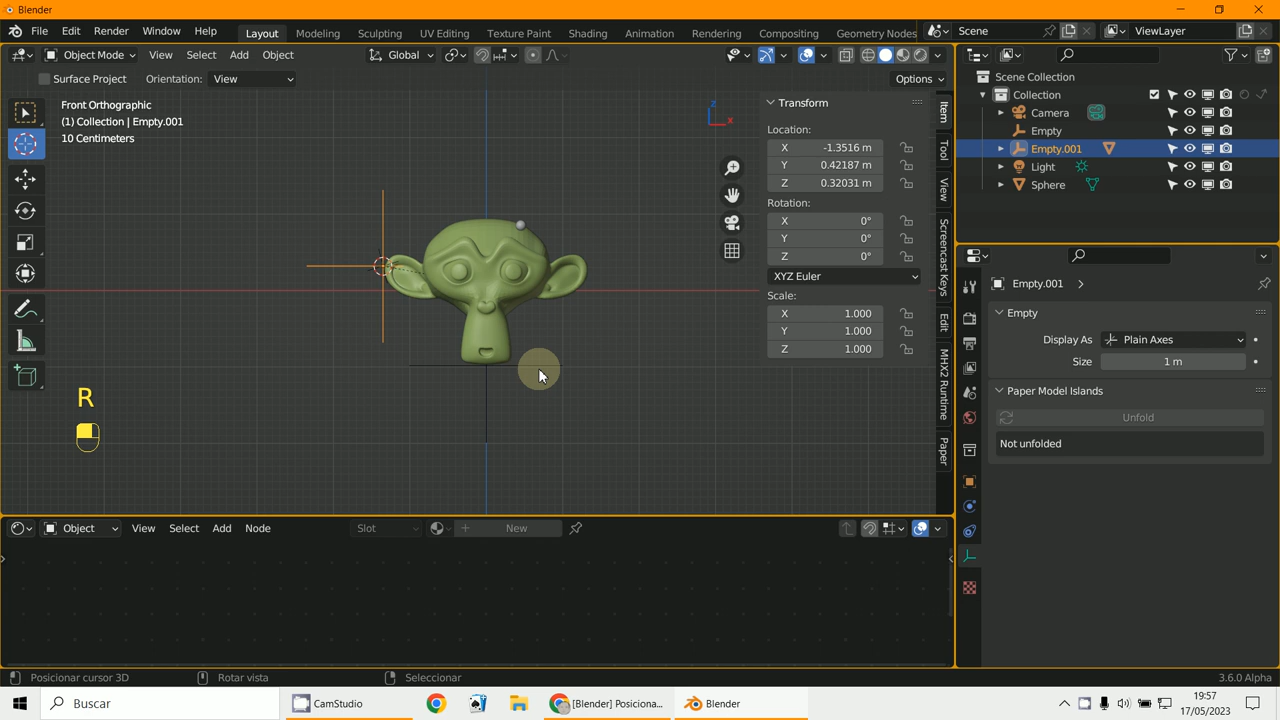 Blender
File Edit Render Window Help Layout Modeling Sculpting UV Editing Texture Paint Shading Animation Rendering Compositing Geometry Nodes Scene ViewLayer
Object Mode View Select Add Object Global
Surface Project Orientation: View Options
Front Orthographic
(1) Collection | Empty.001
10 Centimeters
Z
X
Transform
Location:
X -1.3516 m
Y 0.42187 m
Z 0.32031 m
Rotation:
X 0°
Y 0°
Z 0°
XYZ Euler
Scale:
X 1.000
Y 1.000
Z 1.000
Item
Tool
View
Screencast Keys
Edit
MHX2 Runtime
Paper
R
Scene Collection
Collection
Camera
Empty
Empty.001
Light
Sphere
Empty.001
Empty
Display As Plain Axes
Size 1 m
Paper Model Islands
Unfold
Not unfolded
Object View Select Add Node Slot New
Posicionar cursor 3D Rotar vista Seleccionar 3.6.0 Alpha
Buscar CamStudio [Blender] Posiciona... Blender
19:57
17/05/2023